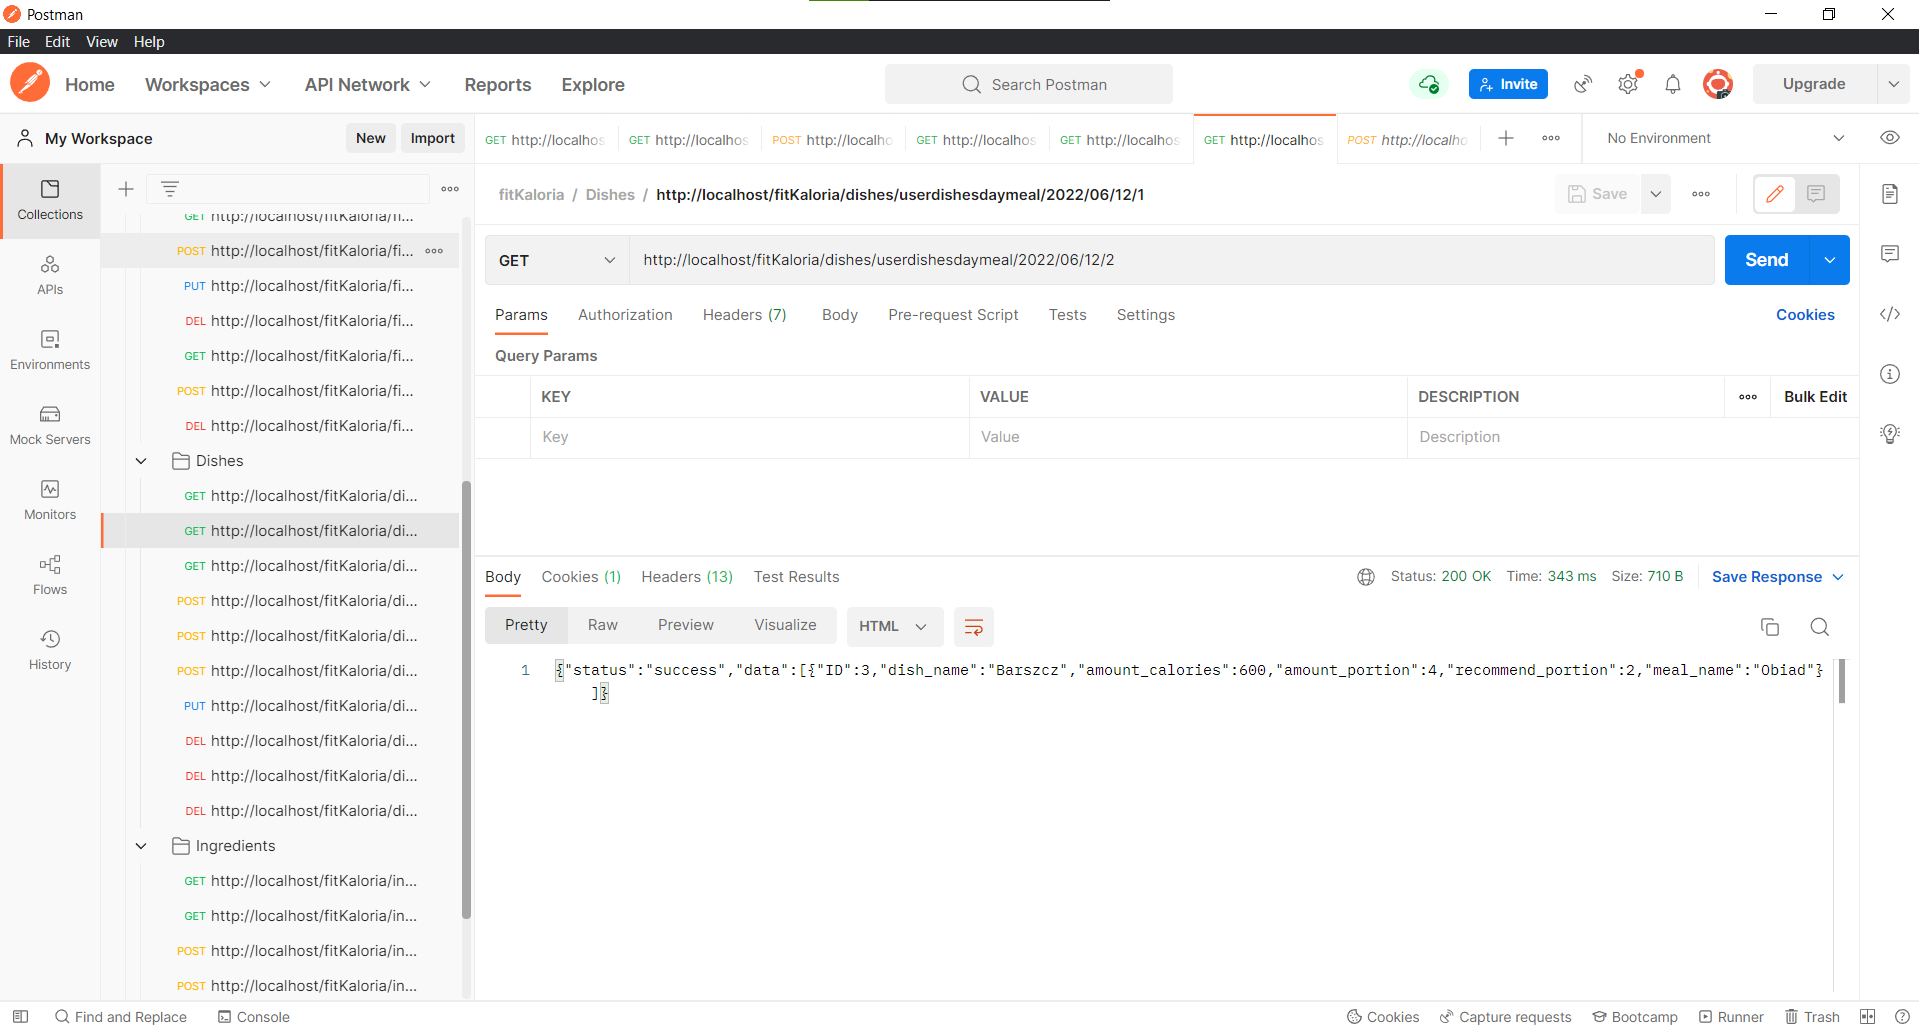 Postman
File Edit View Help
Home Workspaces API Network Reports Explore Search Postman Invite Upgrade
My Workspace New Import
GET http://localhos GET http://localhos POST http://localho GET http://localhos GET http://localhos GET http://localhos POST http://localho No Environment
Collections
APIs
Environments
Mock Servers
Monitors
Flows
History
GET http://localhost/fitKaloria/fi...
POST http://localhost/fitKaloria/fi...
PUT http://localhost/fitKaloria/fi...
DEL http://localhost/fitKaloria/fi...
GET http://localhost/fitKaloria/fi...
POST http://localhost/fitKaloria/fi...
DEL http://localhost/fitKaloria/fi...
Dishes
GET http://localhost/fitKaloria/di...
GET http://localhost/fitKaloria/di...
GET http://localhost/fitKaloria/di...
POST http://localhost/fitKaloria/di...
POST http://localhost/fitKaloria/di...
POST http://localhost/fitKaloria/di...
PUT http://localhost/fitKaloria/di...
DEL http://localhost/fitKaloria/di...
DEL http://localhost/fitKaloria/di...
DEL http://localhost/fitKaloria/di...
Ingredients
GET http://localhost/fitKaloria/in...
GET http://localhost/fitKaloria/in...
POST http://localhost/fitKaloria/in...
POST http://localhost/fitKaloria/in...
fitKaloria / Dishes / http://localhost/fitKaloria/dishes/userdishesdaymeal/2022/06/12/1 Save
GET http://localhost/fitKaloria/dishes/userdishesdaymeal/2022/06/12/2 Send
Params Authorization Headers (7) Body Pre-request Script Tests Settings Cookies
Query Params
KEY VALUE DESCRIPTION Bulk Edit
Key Value Description
Body Cookies (1) Headers (13) Test Results Status: 200 OK Time: 343 ms Size: 710 B Save Response
Pretty Raw Preview Visualize HTML
1 {"status":"success","data":[{"ID":3,"dish_name":"Barszcz","amount_calories":600,"amount_portion":4,"recommend_portion":2,"meal_name":"Obiad"}
]}
Find and Replace Console Cookies Capture requests Bootcamp Runner Trash